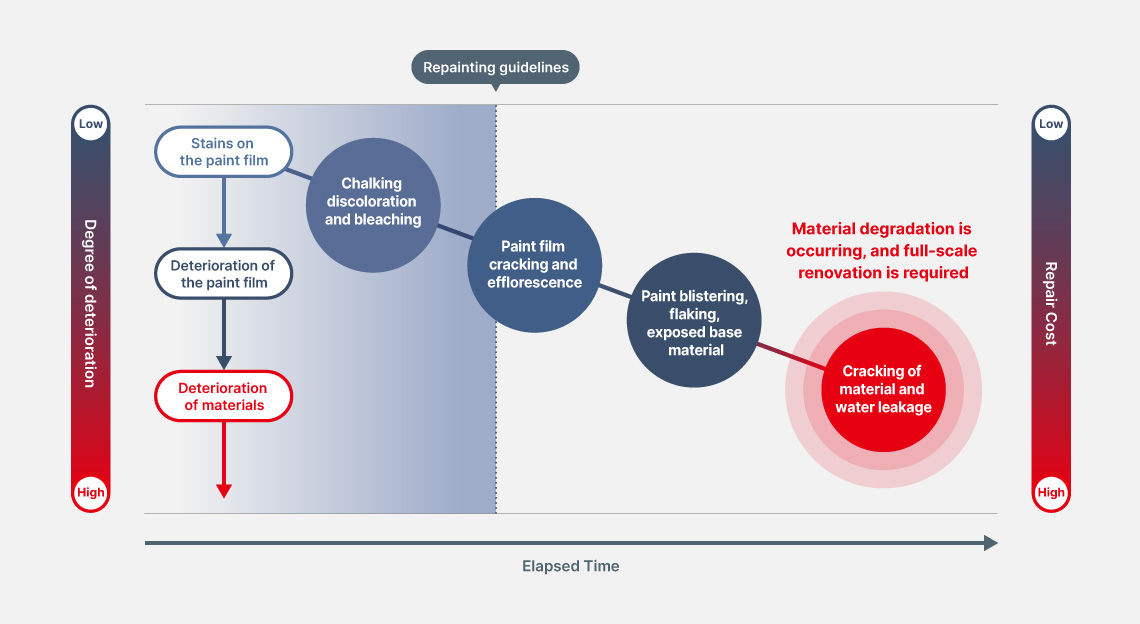 Repainting guidelines
Low
Degree of deterioration
High
Stains on
the paint film
Deterioration of
the paint film
Deterioration
of materials
Chalking
discoloration
and bleaching
Paint film
cracking and
efflorescence
Paint blistering,
flaking,
exposed base
material
Material degradation is
occurring, and full-scale
renovation is required
Cracking of
material and
water leakage
Low
Repair Cost
High
Elapsed Time